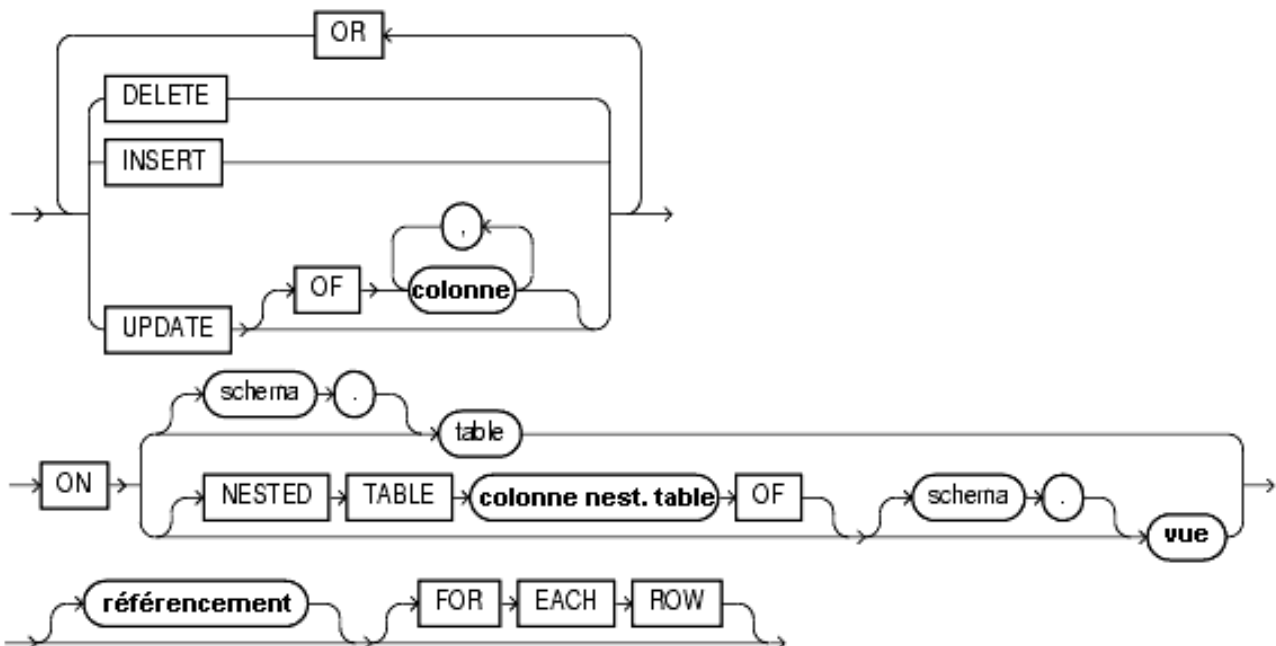 OR
DELETE
INSERT
,
UPDATE OF colonne
schema .
table
ON NESTED TABLE colonne nest. table OF schema .
vue
référencement FOR EACH ROW